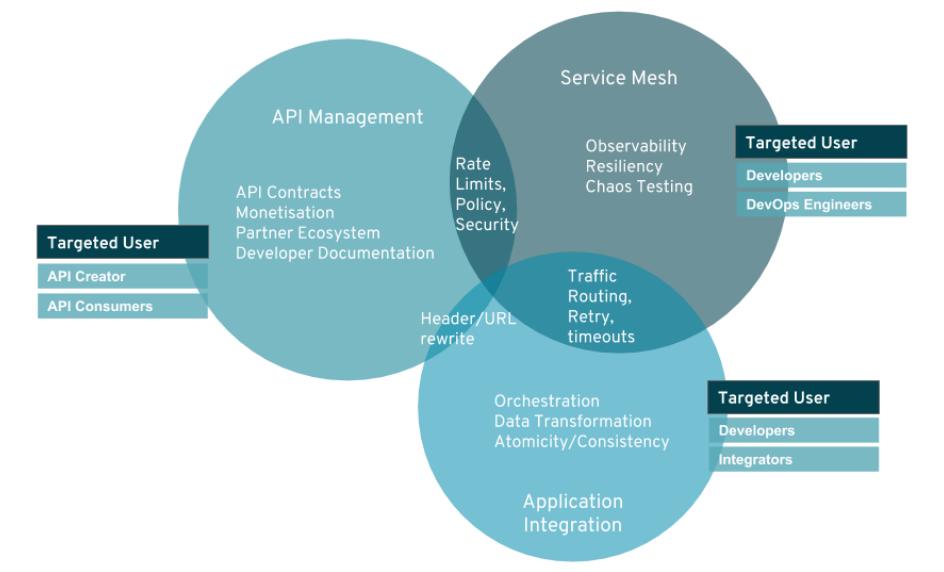 API Management
API Contracts
Monetisation
Partner Ecosystem
Developer Documentation
Targeted User
API Creator
API Consumers
Service Mesh
Observability
Resiliency
Chaos Testing
Targeted User
Developers
DevOps Engineers
Rate
Limits,
Policy,
Security
Traffic
Routing,
Retry,
timeouts
Header/URL
rewrite
Orchestration
Data Transformation
Atomicity/Consistency
Application
Integration
Targeted User
Developers
Integrators